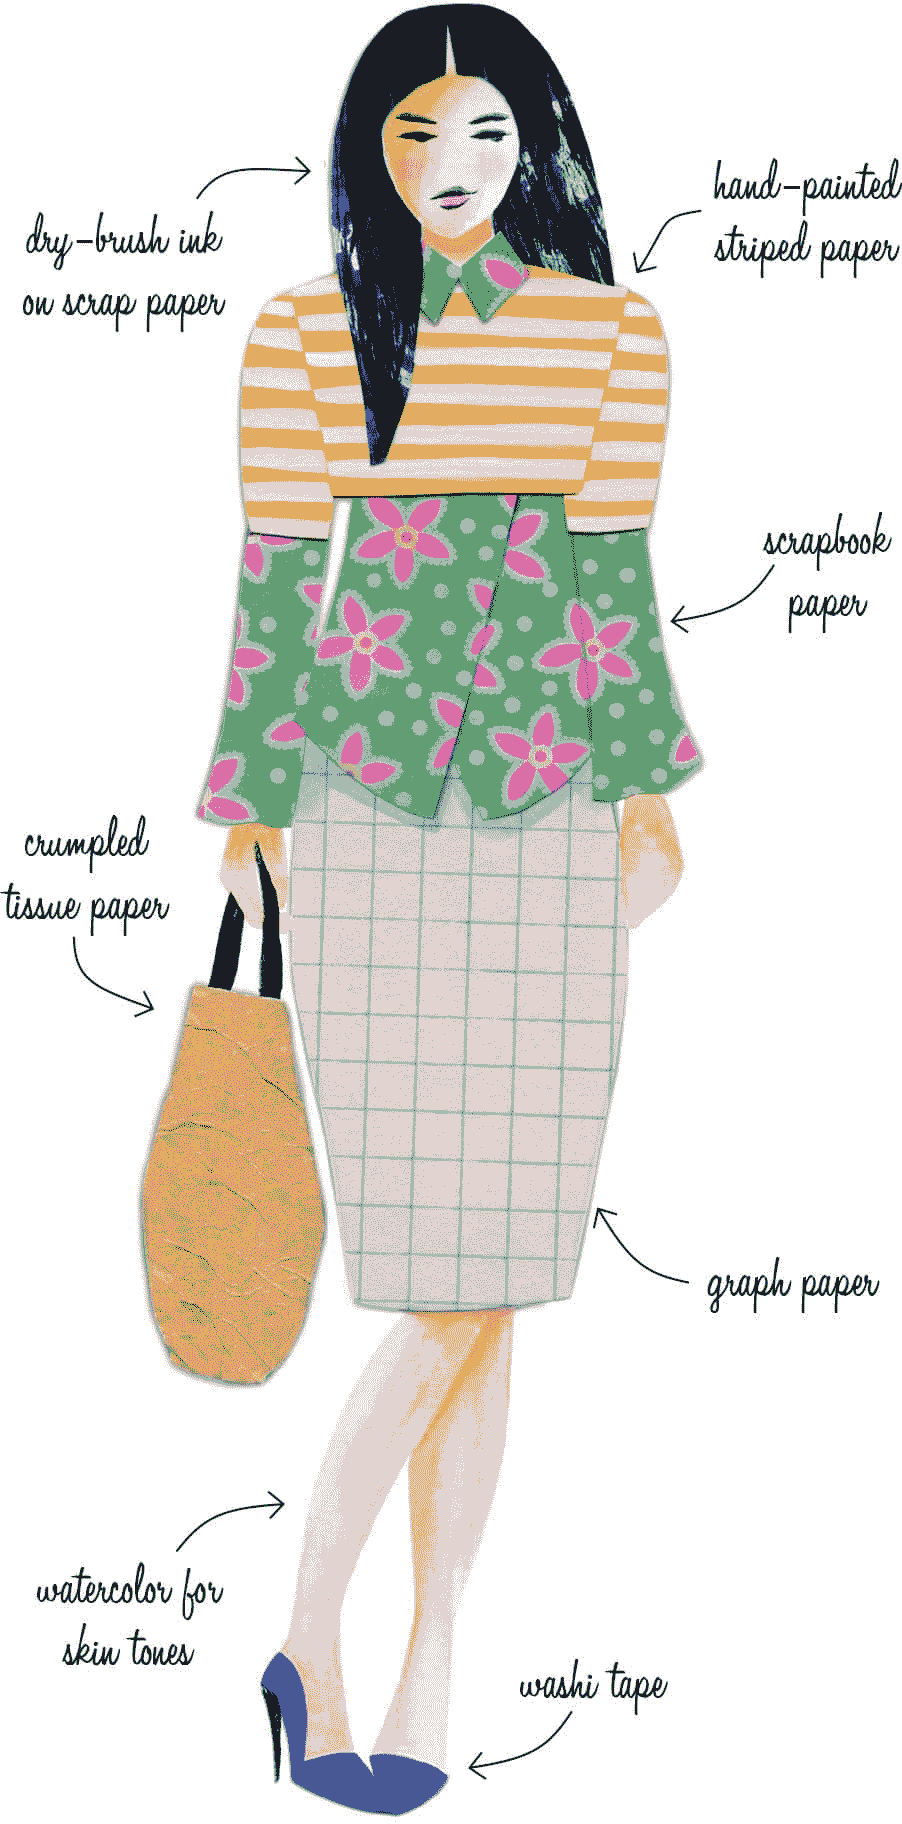 hand-painted
striped paper
dry-brush ink
on scrap paper
scrapbook
paper
crumpled
tissue paper
graph paper
watercolor for
skin tones
washi tape